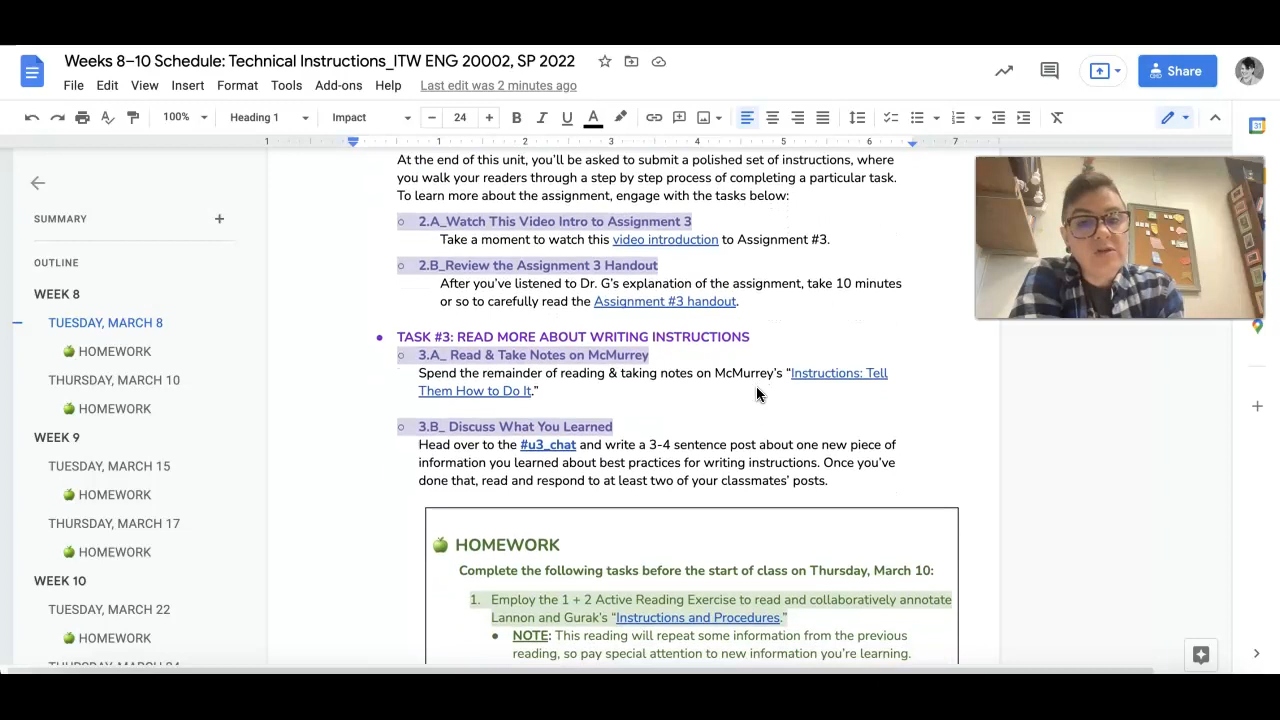 Weeks 8–10 Schedule: Technical Instructions_ITW ENG 20002, SP 2022
File Edit View Insert Format Tools Add-ons Help Last edit was 2 minutes ago
Share
100% Heading 1 Impact − 24 + B I U A
1 1 2 3 4 5 6 7
31
SUMMARY
OUTLINE
WEEK 8
TUESDAY, MARCH 8
🍏 HOMEWORK
THURSDAY, MARCH 10
🍏 HOMEWORK
WEEK 9
TUESDAY, MARCH 15
🍏 HOMEWORK
THURSDAY, MARCH 17
🍏 HOMEWORK
WEEK 10
TUESDAY, MARCH 22
🍏 HOMEWORK
At the end of this unit, you’ll be asked to submit a polished set of instructions, where
you walk your readers through a step by step process of completing a particular task.
To learn more about the assignment, engage with the tasks below:
○ 2.A_Watch This Video Intro to Assignment 3
Take a moment to watch this video introduction to Assignment #3.
○ 2.B_Review the Assignment 3 Handout
After you’ve listened to Dr. G’s explanation of the assignment, take 10 minutes
or so to carefully read the Assignment #3 handout.
● TASK #3: READ MORE ABOUT WRITING INSTRUCTIONS
○ 3.A_ Read & Take Notes on McMurrey
Spend the remainder of reading & taking notes on McMurrey’s “Instructions: Tell
Them How to Do It.”
○ 3.B_ Discuss What You Learned
Head over to the #u3_chat and write a 3-4 sentence post about one new piece of
information you learned about best practices for writing instructions. Once you’ve
done that, read and respond to at least two of your classmates’ posts.
🍏 HOMEWORK
Complete the following tasks before the start of class on Thursday, March 10:
1. Employ the 1 + 2 Active Reading Exercise to read and collaboratively annotate
Lannon and Gurak’s “Instructions and Procedures.”
● NOTE: This reading will repeat some information from the previous
reading, so pay special attention to new information you’re learning.